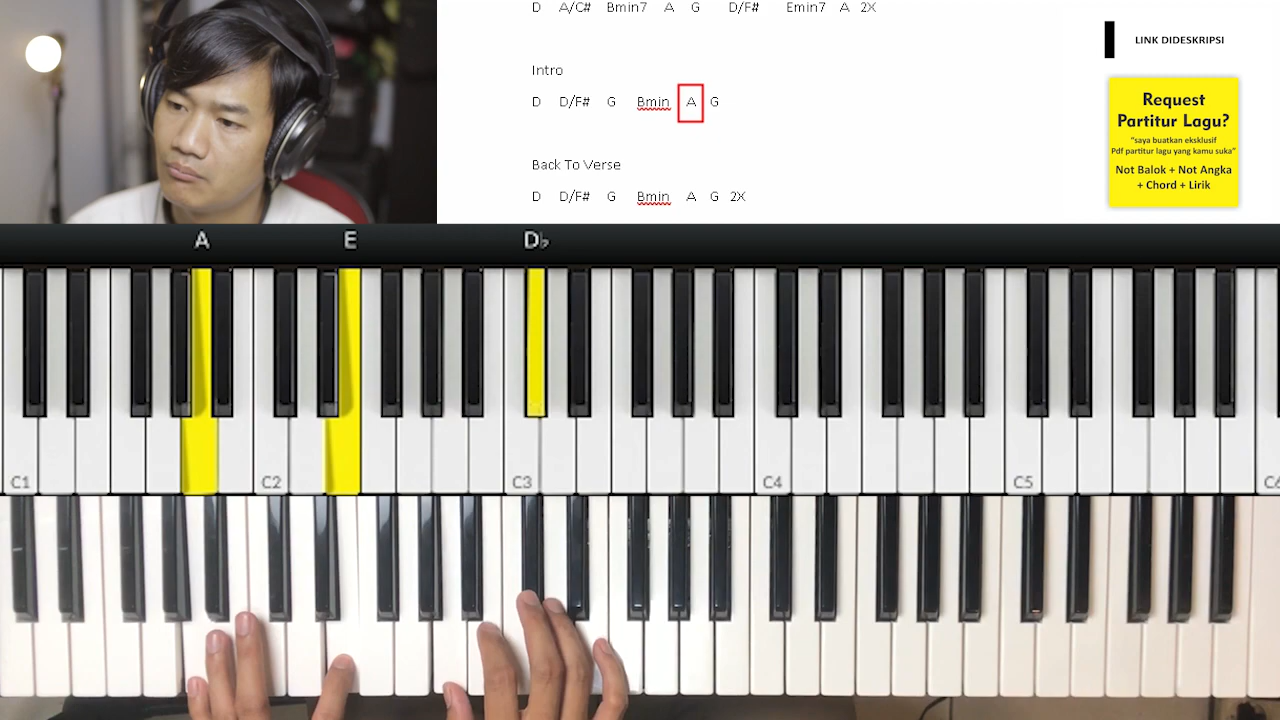 D A/C# Bmin7 A G D/F# Emin7 A 2X
Intro
D D/F# G Bmin A G
Back To Verse
D D/F# G Bmin A G 2X
LINK DIDESKRIPSI
Request
Partitur Lagu?
"saya buatkan eksklusif
Pdf partitur lagu yang kamu suka"
Not Balok + Not Angka
+ Chord + Lirik
A E D♭
C1 C2 C3 C4 C5 C6